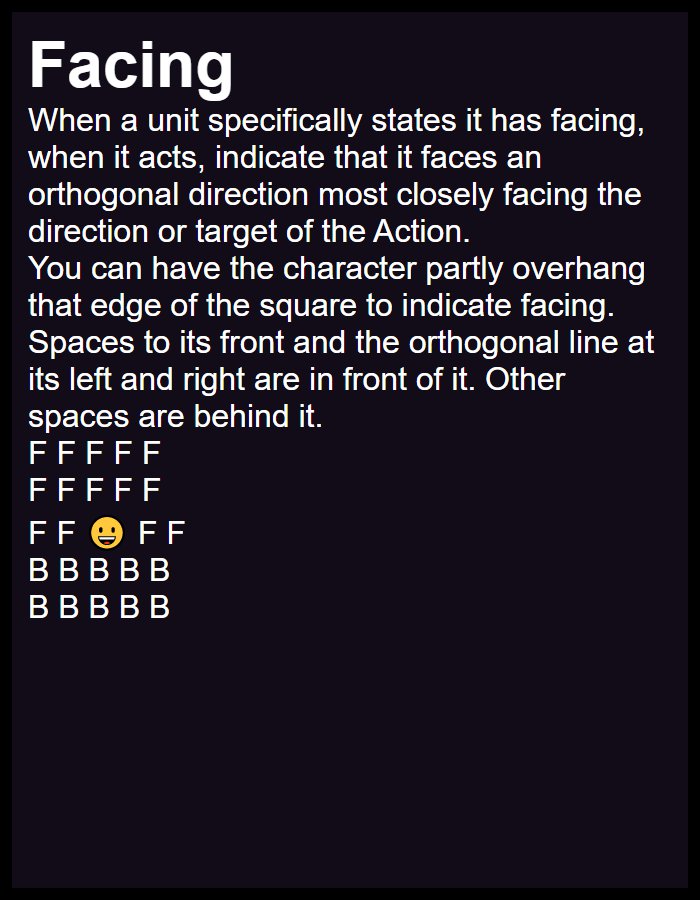 Facing
When a unit specifically states it has facing,
when it acts, indicate that it faces an
orthogonal direction most closely facing the
direction or target of the Action.
You can have the character partly overhang
that edge of the square to indicate facing.
Spaces to its front and the orthogonal line at
its left and right are in front of it. Other
spaces are behind it.
F F F F F
F F F F F
F F 😀 F F
B B B B B
B B B B B